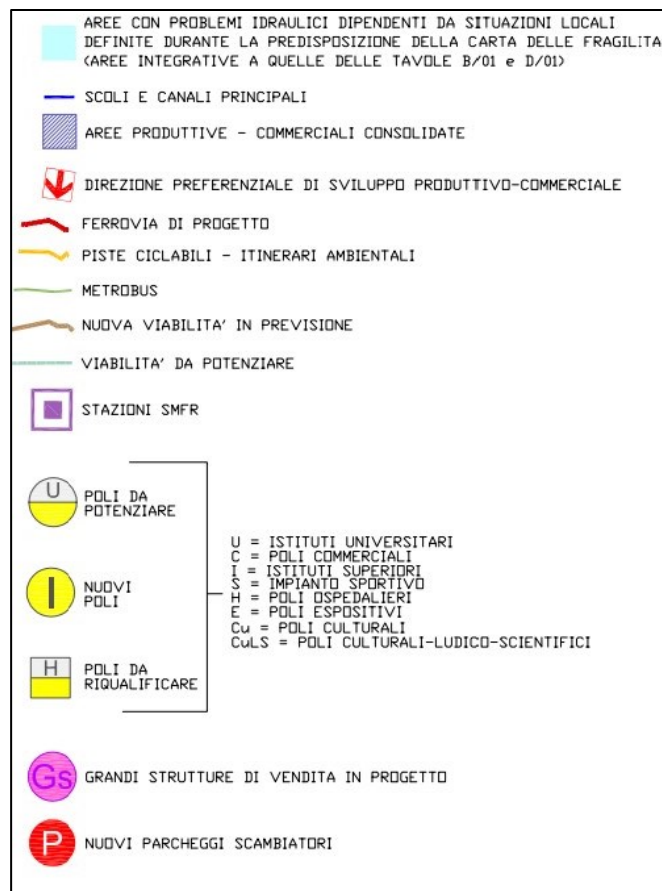 AREE CON PROBLEMI IDRAULICI DIPENDENTI DA SITUAZIONI LOCALI
DEFINITE DURANTE LA PREDISPOSIZIONE DELLA CARTA DELLE FRAGILITA'
(AREE INTEGRATIVE A QUELLE DELLE TAVOLE B/01 e D/01)
SCOLI E CANALI PRINCIPALI
AREE PRODUTTIVE - COMMERCIALI CONSOLIDATE
DIREZIONE PREFERENZIALE DI SVILUPPO PRODUTTIVO-COMMERCIALE
FERROVIA DI PROGETTO
PISTE CICLABILI - ITINERARI AMBIENTALI
METROBUS
NUOVA VIABILITA' IN PREVISIONE
VIABILITA' DA POTENZIARE
STAZIONI SMFR
U
POLI DA
POTENZIARE
I
NUOVI
POLI
H
POLI DA
RIQUALIFICARE
U = ISTITUTI UNIVERSITARI
C = POLI COMMERCIALI
I = ISTITUTI SUPERIORI
S = IMPIANTO SPORTIVO
H = POLI OSPEDALIERI
E = POLI ESPOSITIVI
Cu = POLI CULTURALI
CuLS = POLI CULTURALI-LUDICO-SCIENTIFICI
Gs GRANDI STRUTTURE DI VENDITA IN PROGETTO
P NUOVI PARCHEGGI SCAMBIATORI